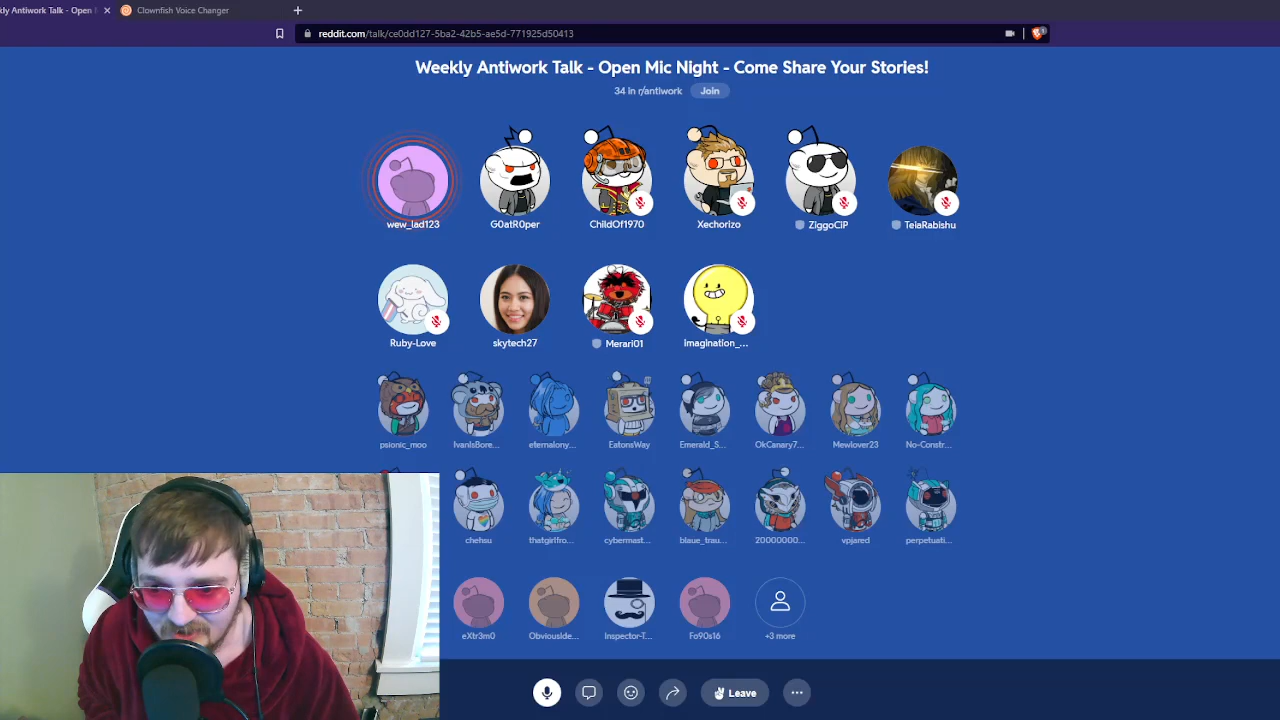 kly Antiwork Talk - Open
Clownfish Voice Changer
reddit.com/talk/ce0dd127-5ba2-42b5-ae5d-771925d50413
Weekly Antiwork Talk - Open Mic Night - Come Share Your Stories!
34 in r/antiwork Join
wew_lad123 G0atR0per ChildOf1970 Xechorizo ZiggoCIP TelaRabishu
Ruby-Love skytech27 Merari01 imagination_...
psionic_moo IvanIsBore... eternalony... EatonsWay Emerald_S... OkCanary7... Mewlover23 No-Constr...
chehsu thatgirlfro... cybermast... blaue_trau... 20000000... vpjared perpetuati...
eXtr3m0 ObviousIde... Inspector-T... Fo90s16 +3 more
Leave